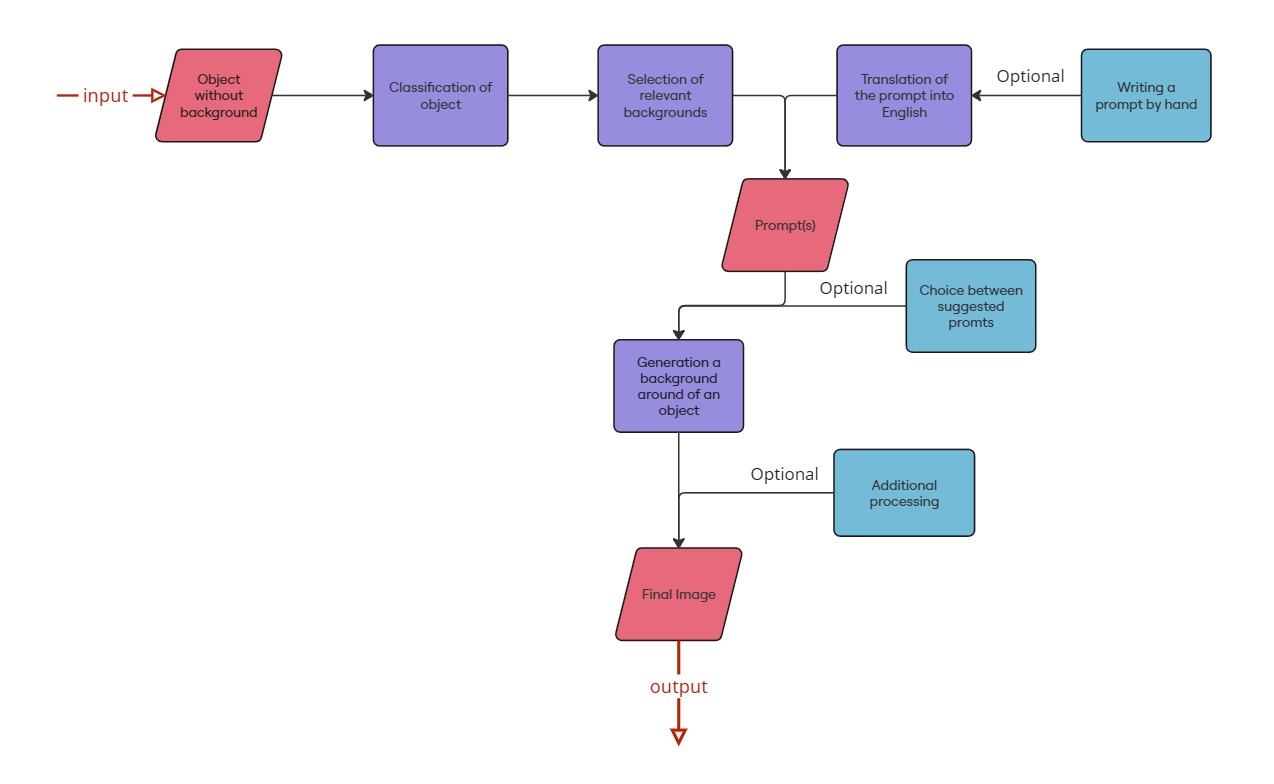 input
Object
without
background
Classification of
object
Selection of
relevant
backgrounds
Translation of
the prompt into
English
Optional
Writing a
prompt by hand
Prompt(s)
Optional
Choice between
suggested
promts
Generation a
background
around of an
object
Optional
Additional
processing
Final Image
output